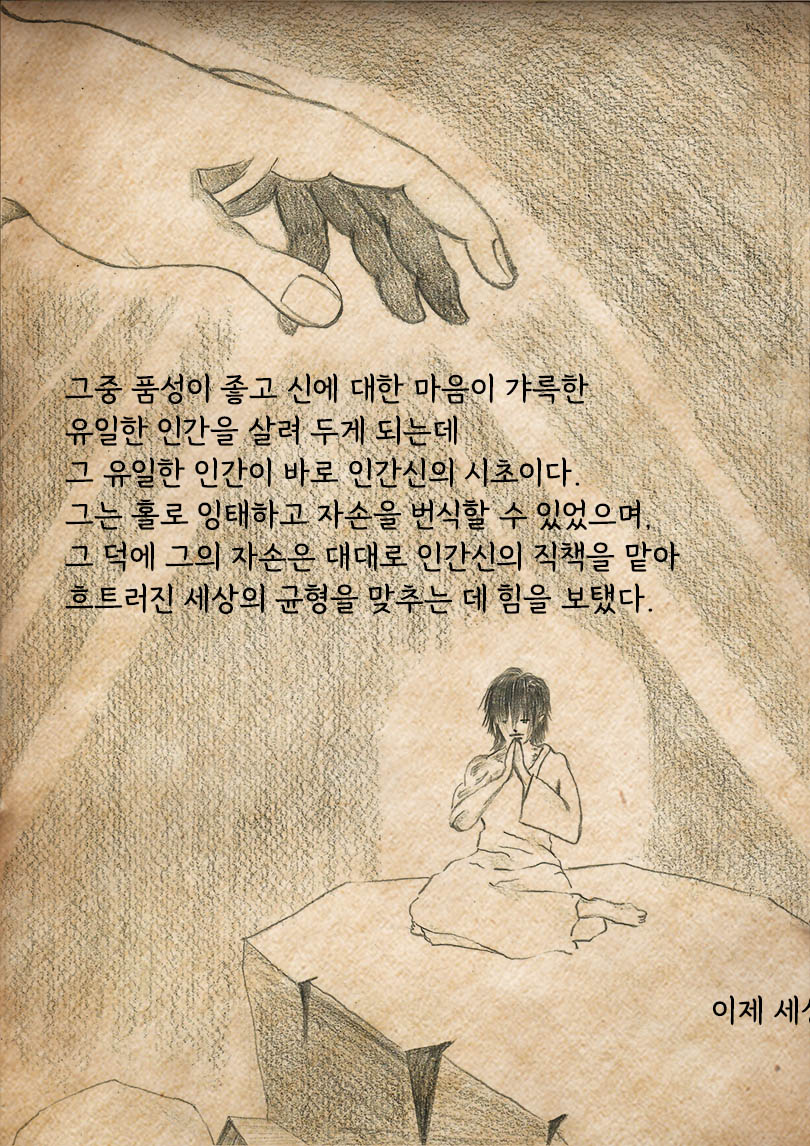 그중 품성이 좋고 신에 대한 마음이 갸륵한
유일한 인간을 살려 두게 되는데
그 유일한 인간이 바로 인간신의 시초이다.
그는 홀로 잉태하고 자손을 번식할 수 있었으며,
그 덕에 그의 자손은 대대로 인간신의 직책을 맡아
흐트러진 세상의 균형을 맞추는 데 힘을 보탰다.
이제